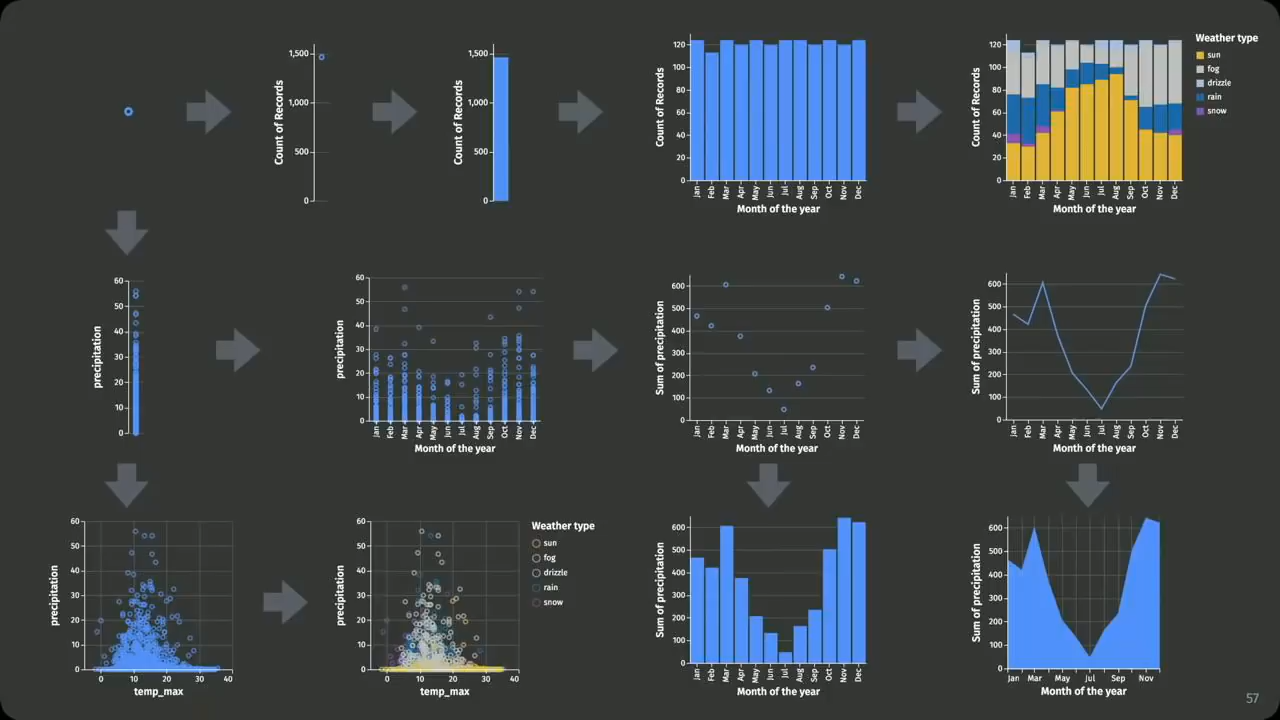 1,500
1,000
500
0
Count of Records
1,500
1,000
500
0
Count of Records
120
100
80
60
40
20
0
Count of Records
Jan Feb Mar Apr May Jun Jul Aug Sep Oct Nov Dec
Month of the year
120
100
80
60
40
20
0
Count of Records
Jan Feb Mar Apr May Jun Jul Aug Sep Oct Nov Dec
Month of the year
Weather type
sun
fog
drizzle
rain
snow
60
50
40
30
20
10
0
precipitation
60
50
40
30
20
10
0
precipitation
Jan Feb Mar Apr May Jun Jul Aug Sep Oct Nov Dec
Month of the year
600
500
400
300
200
100
0
Sum of precipitation
Jan Feb Mar Apr May Jun Jul Aug Sep Oct Nov Dec
Month of the year
600
500
400
300
200
100
0
Sum of precipitation
Jan Feb Mar Apr May Jun Jul Aug Sep Oct Nov Dec
Month of the year
60
50
40
30
20
10
0
precipitation
0 10 20 30 40
temp_max
60
50
40
30
20
10
0
precipitation
0 10 20 30 40
temp_max
Weather type
sun
fog
drizzle
rain
snow
600
500
400
300
200
100
0
Sum of precipitation
Jan Feb Mar Apr May Jun Jul Aug Sep Oct Nov Dec
Month of the year
600
500
400
300
200
100
0
Sum of precipitation
Jan Mar May Jul Sep Nov
Month of the year
57